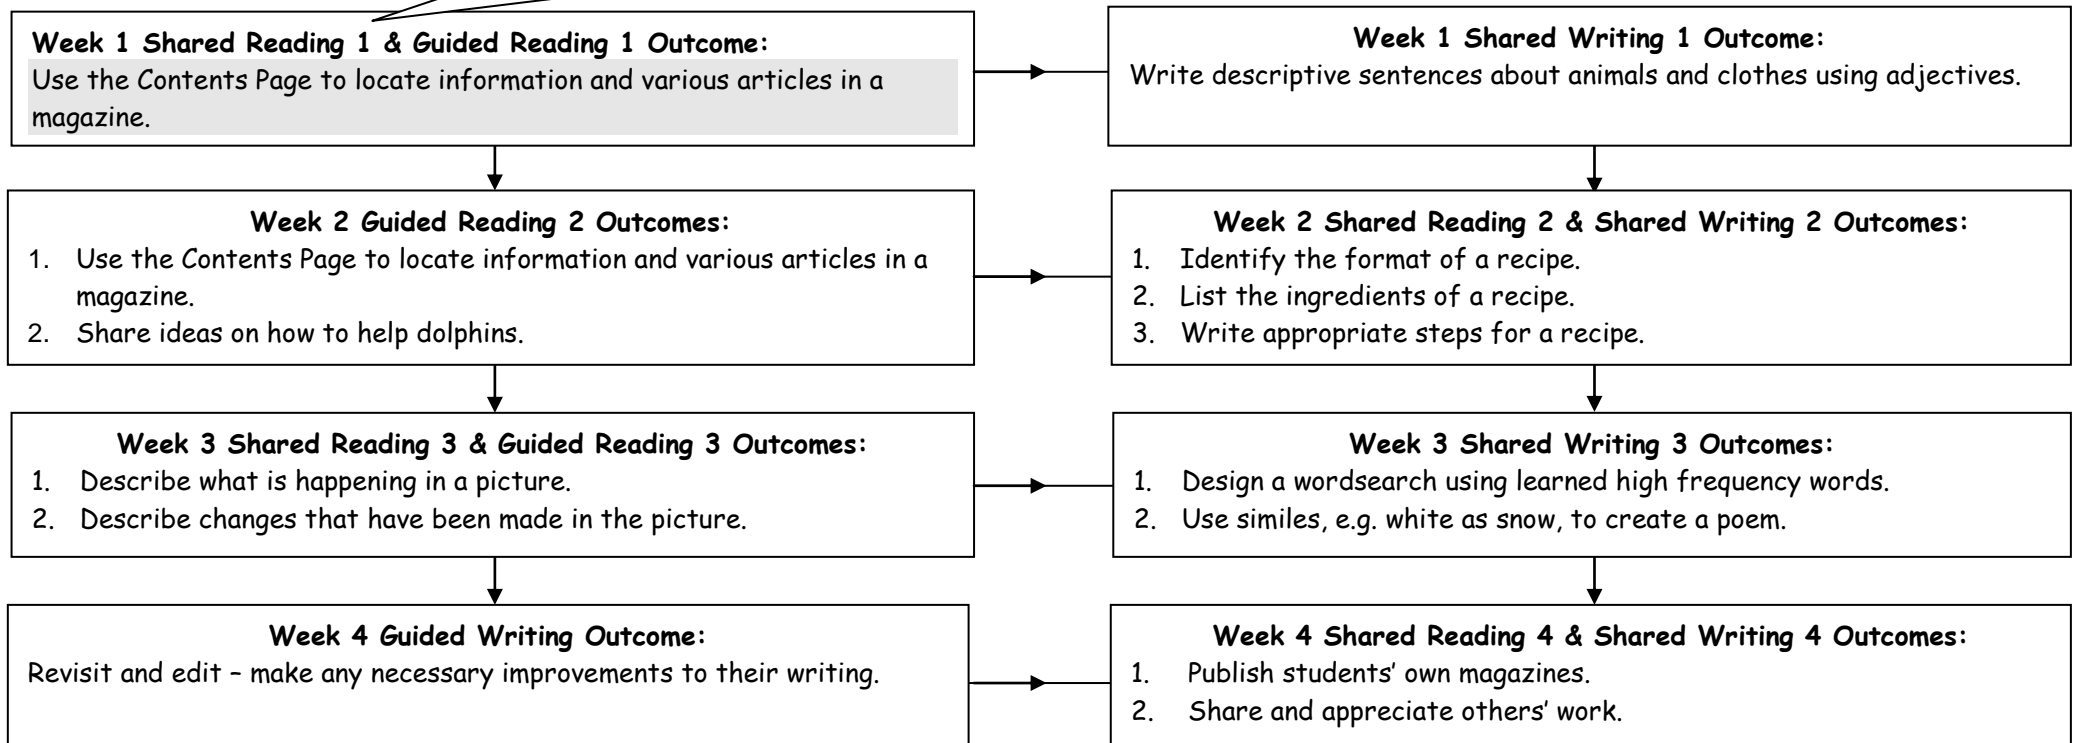 Week 1 Shared Reading 1 & Guided Reading 1 Outcome:
Use the Contents Page to locate information and various articles in a
magazine.
Week 1 Shared Writing 1 Outcome:
Write descriptive sentences about animals and clothes using adjectives.
Week 2 Guided Reading 2 Outcomes:
1. Use the Contents Page to locate information and various articles in a
magazine.
2. Share ideas on how to help dolphins.
Week 2 Shared Reading 2 & Shared Writing 2 Outcomes:
1. Identify the format of a recipe.
2. List the ingredients of a recipe.
3. Write appropriate steps for a recipe.
Week 3 Shared Reading 3 & Guided Reading 3 Outcomes:
1. Describe what is happening in a picture.
2. Describe changes that have been made in the picture.
Week 3 Shared Writing 3 Outcomes:
1. Design a wordsearch using learned high frequency words.
2. Use similes, e.g. white as snow, to create a poem.
Week 4 Guided Writing Outcome:
Revisit and edit – make any necessary improvements to their writing.
Week 4 Shared Reading 4 & Shared Writing 4 Outcomes:
1. Publish students’ own magazines.
2. Share and appreciate others’ work.